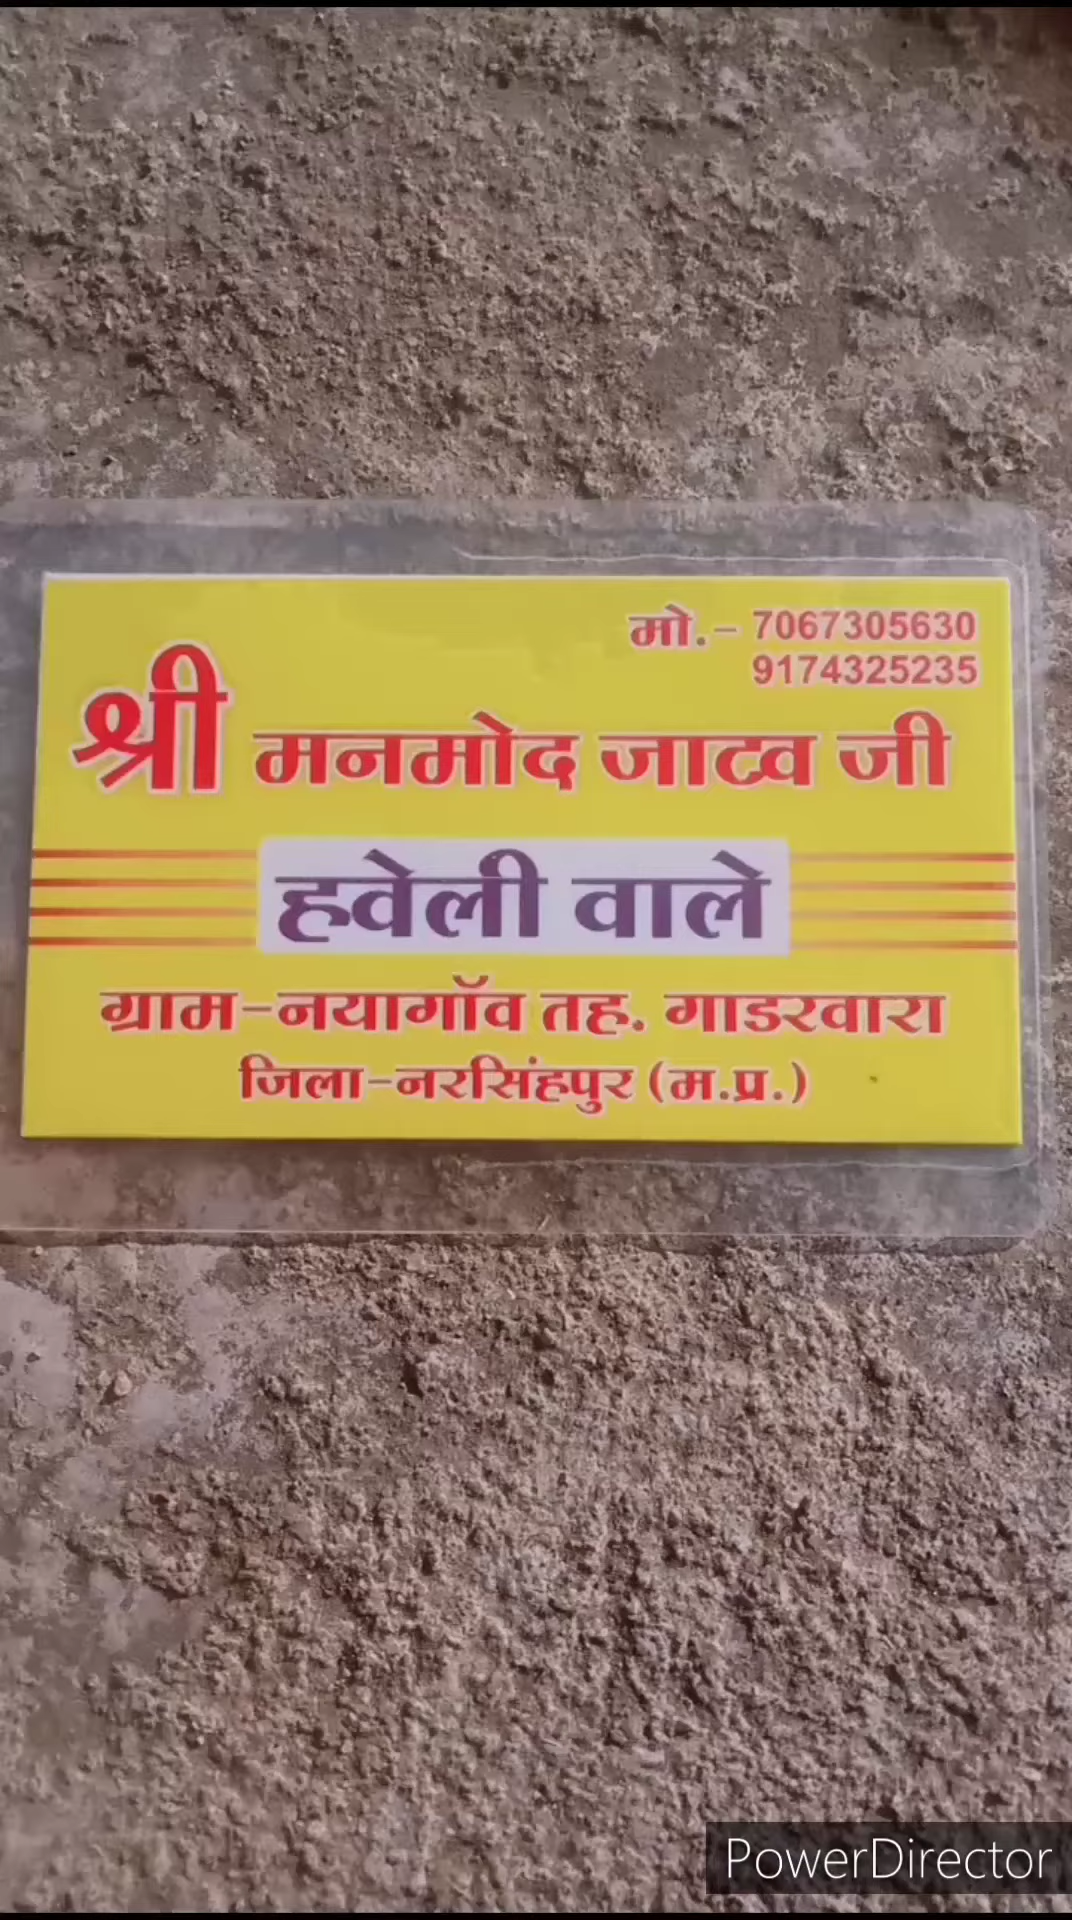 मो.- 7067305630
9174325235
श्री मनमोद जाटव जी
हवेली वाले
ग्राम-नयागॉव तह. गाडरवारा
जिला-नरसिंहपुर (म.प्र.)
PowerDirector